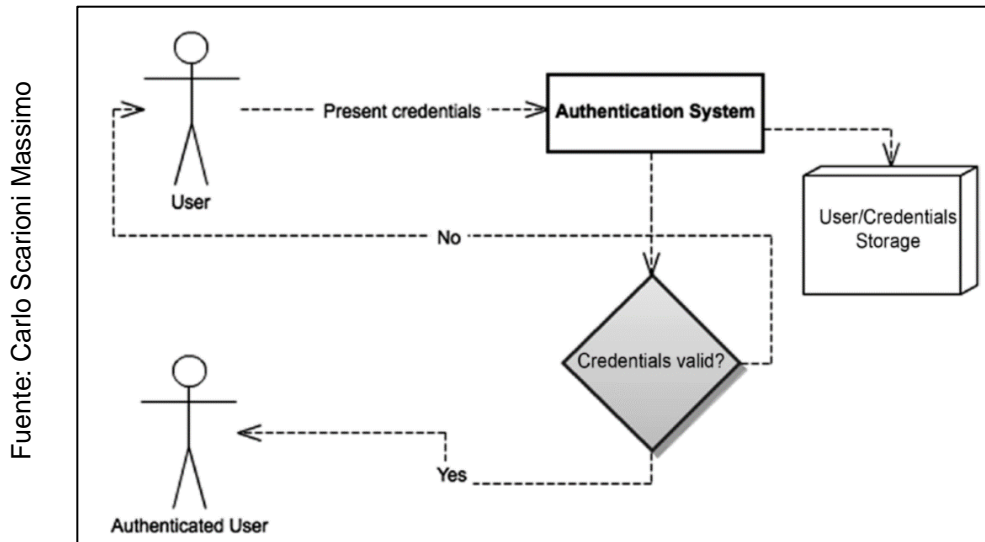 Fuente: Carlo Scarioni Massimo
Present credentials
Authentication System
User
User/Credentials
Storage
No
Credentials valid?
Yes
Authenticated User